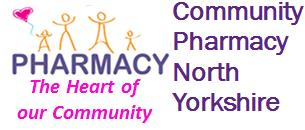 PHARMACY
The Heart of
our Community
Community
Pharmacy
North
Yorkshire